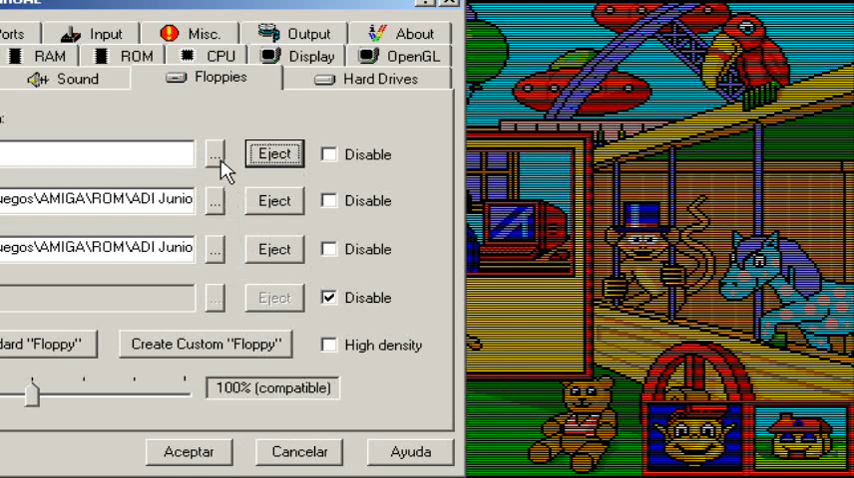 Input
Misc.
Output
About
RAM
ROM
CPU
Display
OpenGL
Sound
Floppies
Hard Drives
...
Eject
Disable
uegos\AMIGA\ROM\ADI Junio
...
Eject
Disable
uegos\AMIGA\ROM\ADI Junio
...
Eject
Disable
...
Eject
Disable
dard "Floppy"
Create Custom "Floppy"
High density
100% (compatible)
Aceptar
Cancelar
Ayuda